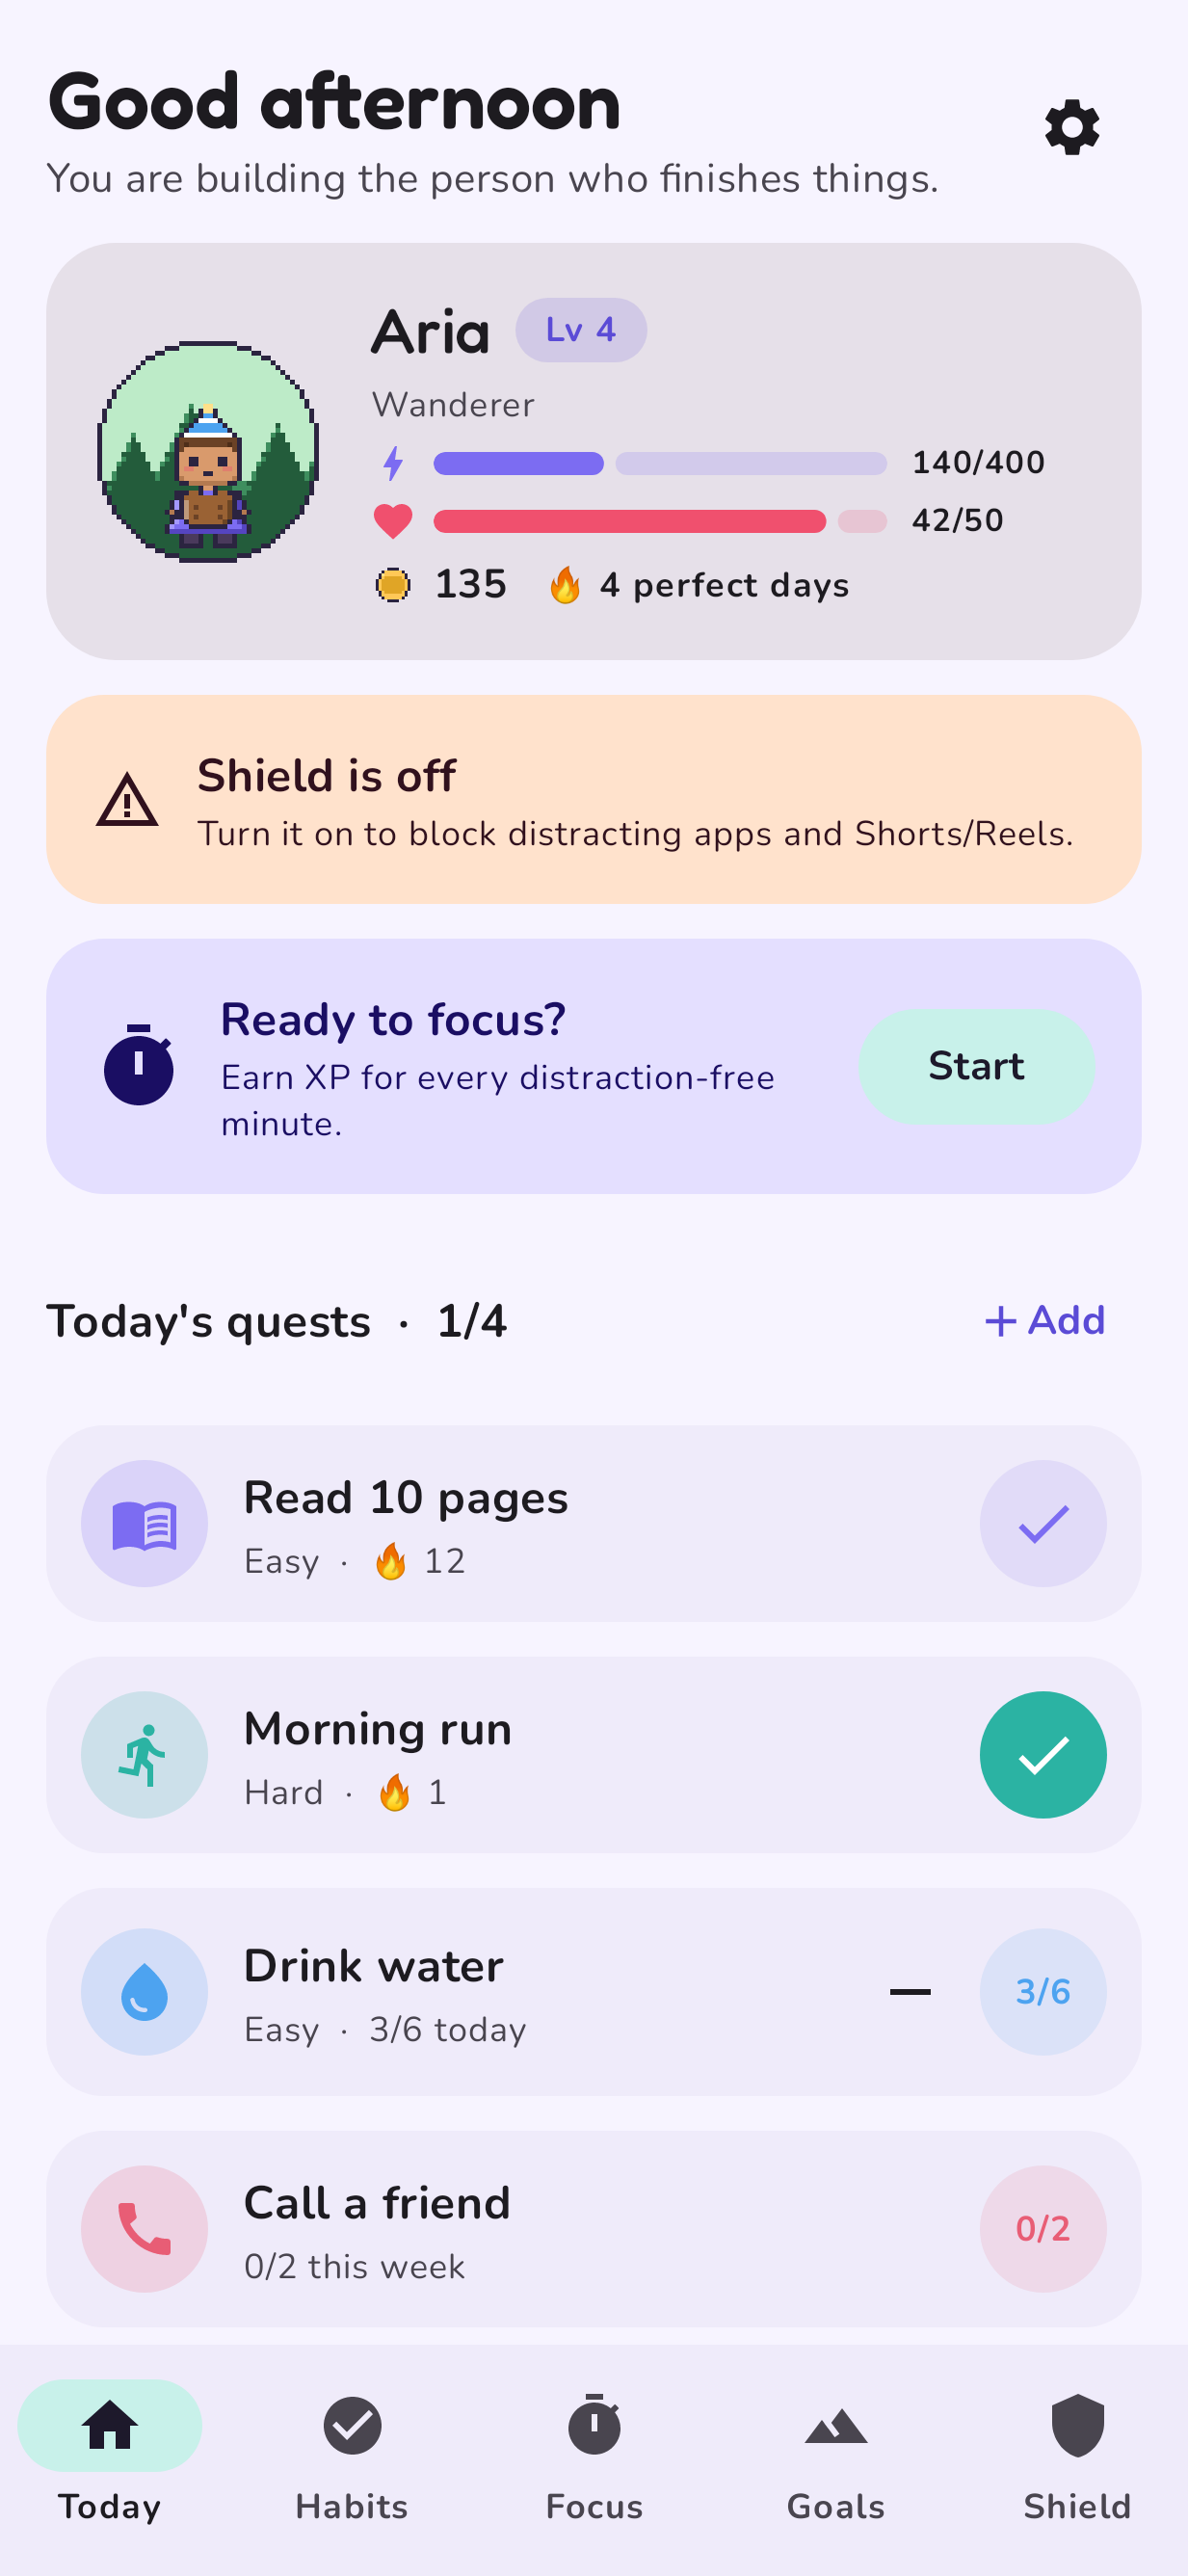 Good afternoon
You are building the person who finishes things.
Aria
Lv 4
Wanderer
140/400
42/50
135
4 perfect days
Shield is off
Turn it on to block distracting apps and Shorts/Reels.
Ready to focus?
Earn XP for every distraction-free
minute.
Start
Today's quests · 1/4
+ Add
Read 10 pages
Easy · 🔥 12
Morning run
Hard · 🔥 1
Drink water
Easy · 3/6 today
3/6
Call a friend
0/2 this week
0/2
Today
Habits
Focus
Goals
Shield